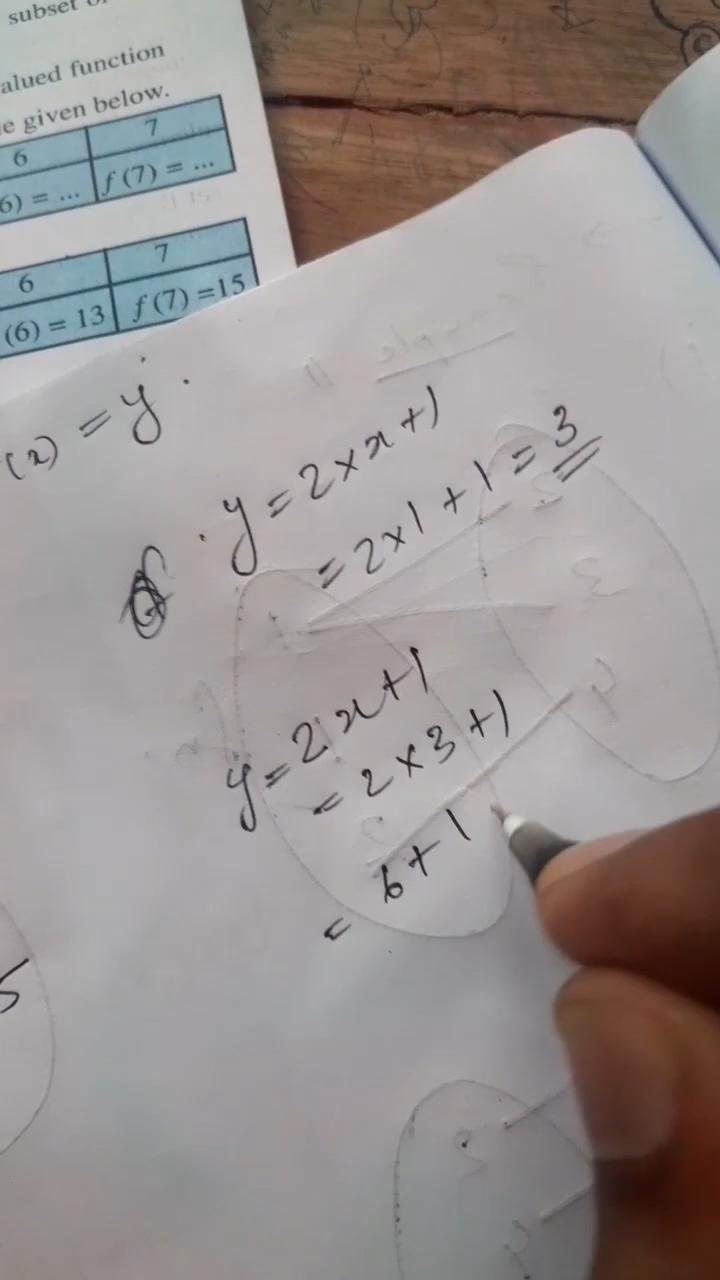 subset o
alued function
e given below.
6 7
6) = ... f (7) = ...
6 7
(6) = 13 f (7) =15
(x) = y.
y = 2 × x + 1
= 2 × 1 + 1 = 3
y = 2x + 1
= 2 × 3 + 1
= 6 + 1
5